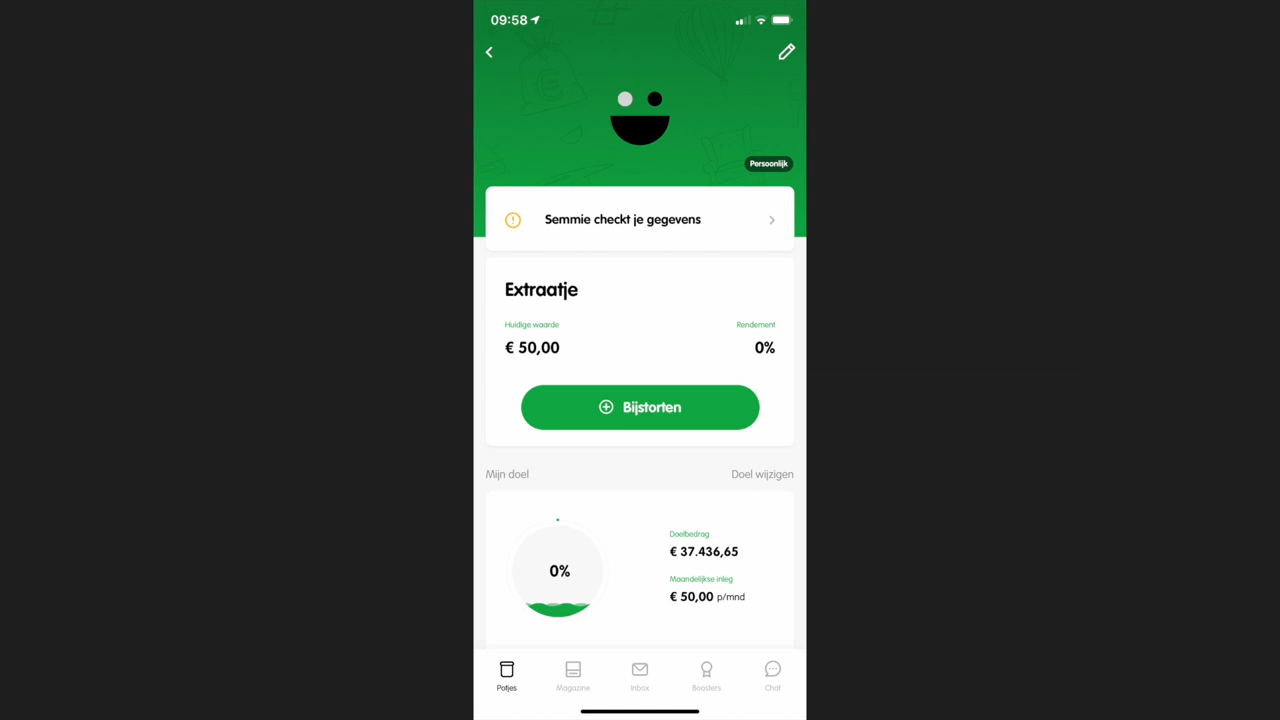 09:58
Persoonlijk
Semmie checkt je gegevens
Extraatje
Huidige waarde
Rendement
€ 50,00
0%
Bijstorten
Mijn doel
Doel wijzigen
Doelbedrag
€ 37.436,65
0%
Maandelijkse inleg
€ 50,00 p/mnd
Potjes
Magazine
Inbox
Boosters
Chat